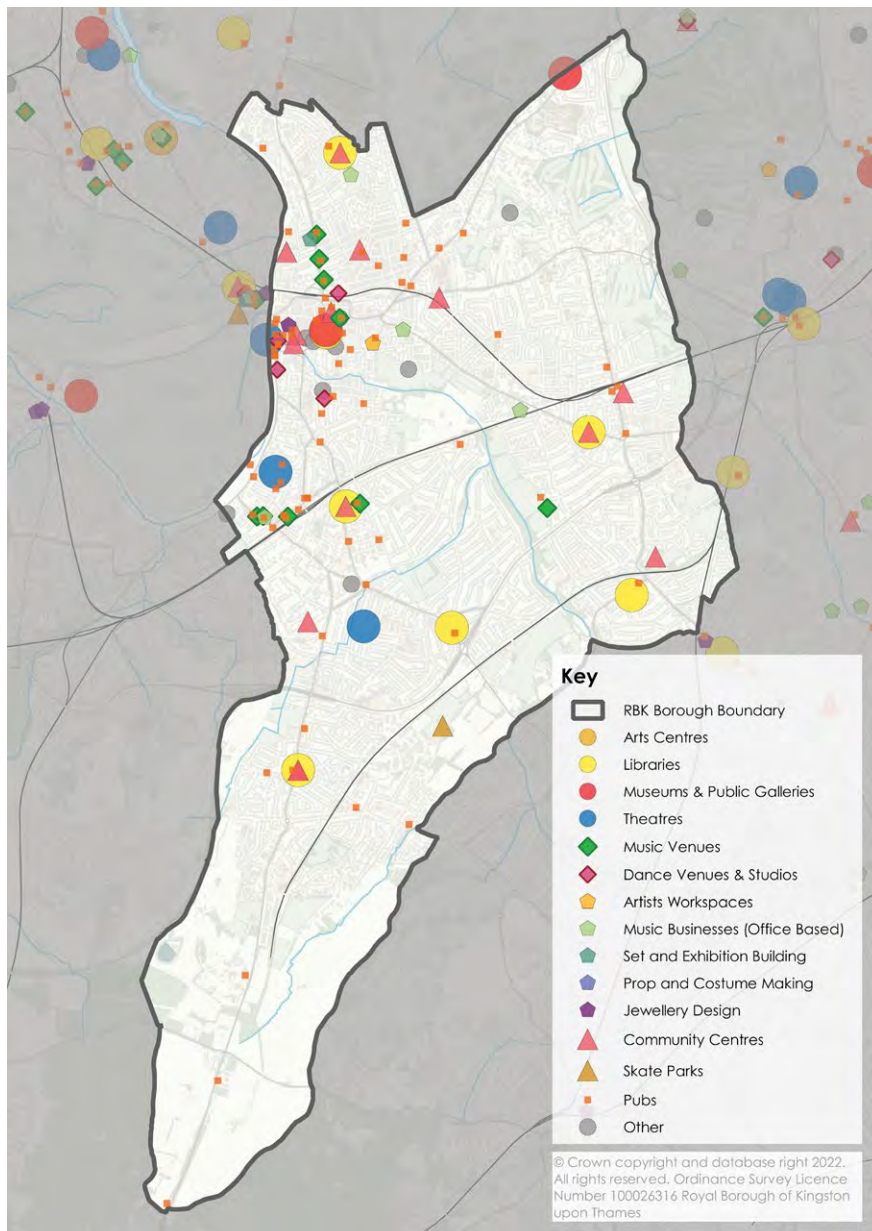 Key
RBK Borough Boundary
Arts Centres
Libraries
Museums & Public Galleries
Theatres
Music Venues
Dance Venues & Studios
Artists Workspaces
Music Businesses (Office Based)
Set and Exhibition Building
Prop and Costume Making
Jewellery Design
Community Centres
Skate Parks
Pubs
Other
© Crown copyright and database right 2022.
All rights reserved. Ordinance Survey Licence
Number 100026316 Royal Borough of Kingston
upon Thames